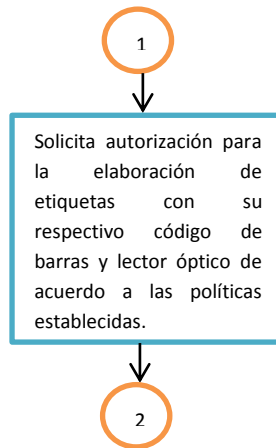 1
Solicita autorización para
la elaboración de
etiquetas con su
respectivo código de
barras y lector óptico de
acuerdo a las políticas
establecidas.
2